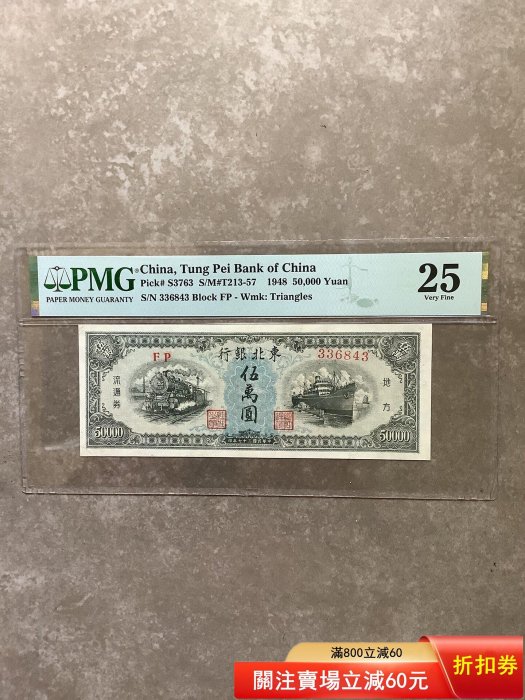 PMG
®
PAPER MONEY GUARANTY
China, Tung Pei Bank of China
Pick# S3763 S/M#T213-57 1948 50,000 Yuan
S/N 336843 Block FP - Wmk: Triangles
25
Very Fine
行銀北東
FP
336843
伍萬圓
流通券
地方
50000
50000
滿800立減60
關注賣場立減60元
折扣券